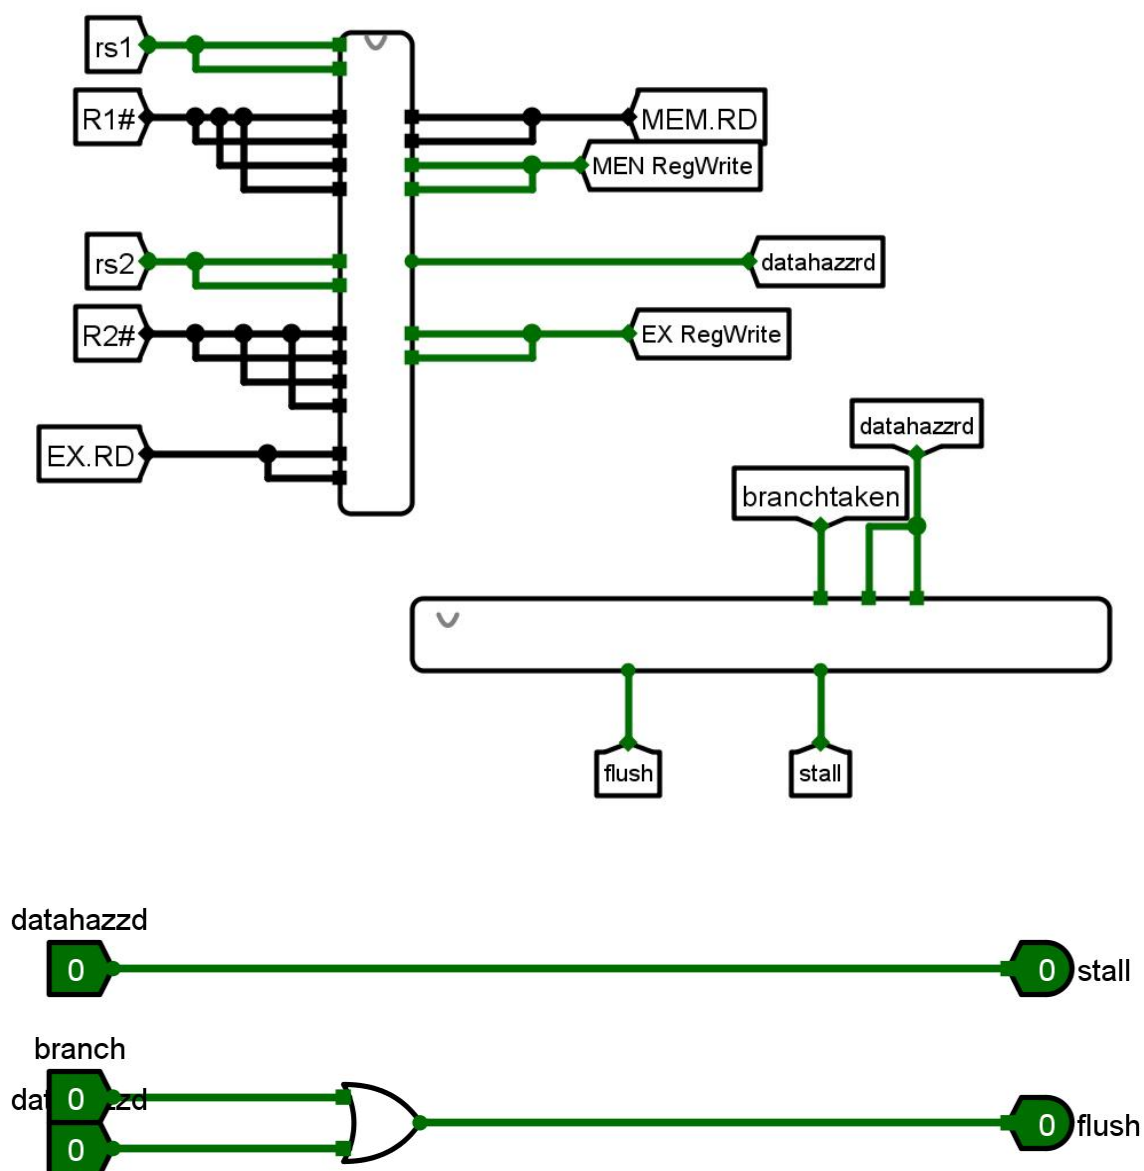 rs1
R1#
MEM.RD
MEN RegWrite
rs2
datahazzrd
R2#
EX RegWrite
datahazzrd
EX.RD
branchtaken
flush
stall
datahazzd
0
0
stall
branch
0
0
flush
0